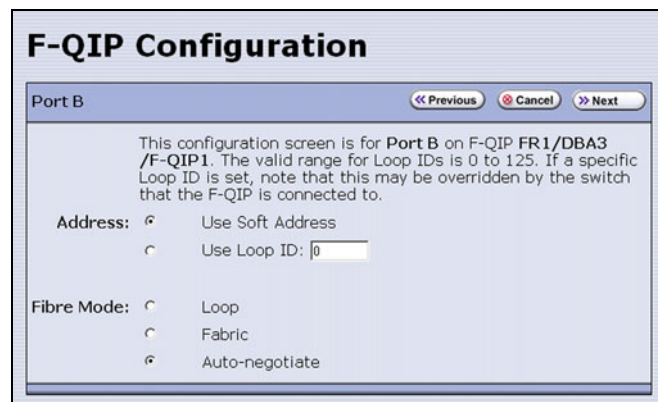 F-QIP Configuration
Port B
Previous
Cancel
Next
This configuration screen is for Port B on F-QIP FR1/DBA3
/F-QIP1. The valid range for Loop IDs is 0 to 125. If a specific
Loop ID is set, note that this may be overridden by the switch
that the F-QIP is connected to.
Address:
Use Soft Address
Use Loop ID: 0
Fibre Mode:
Loop
Fabric
Auto-negotiate